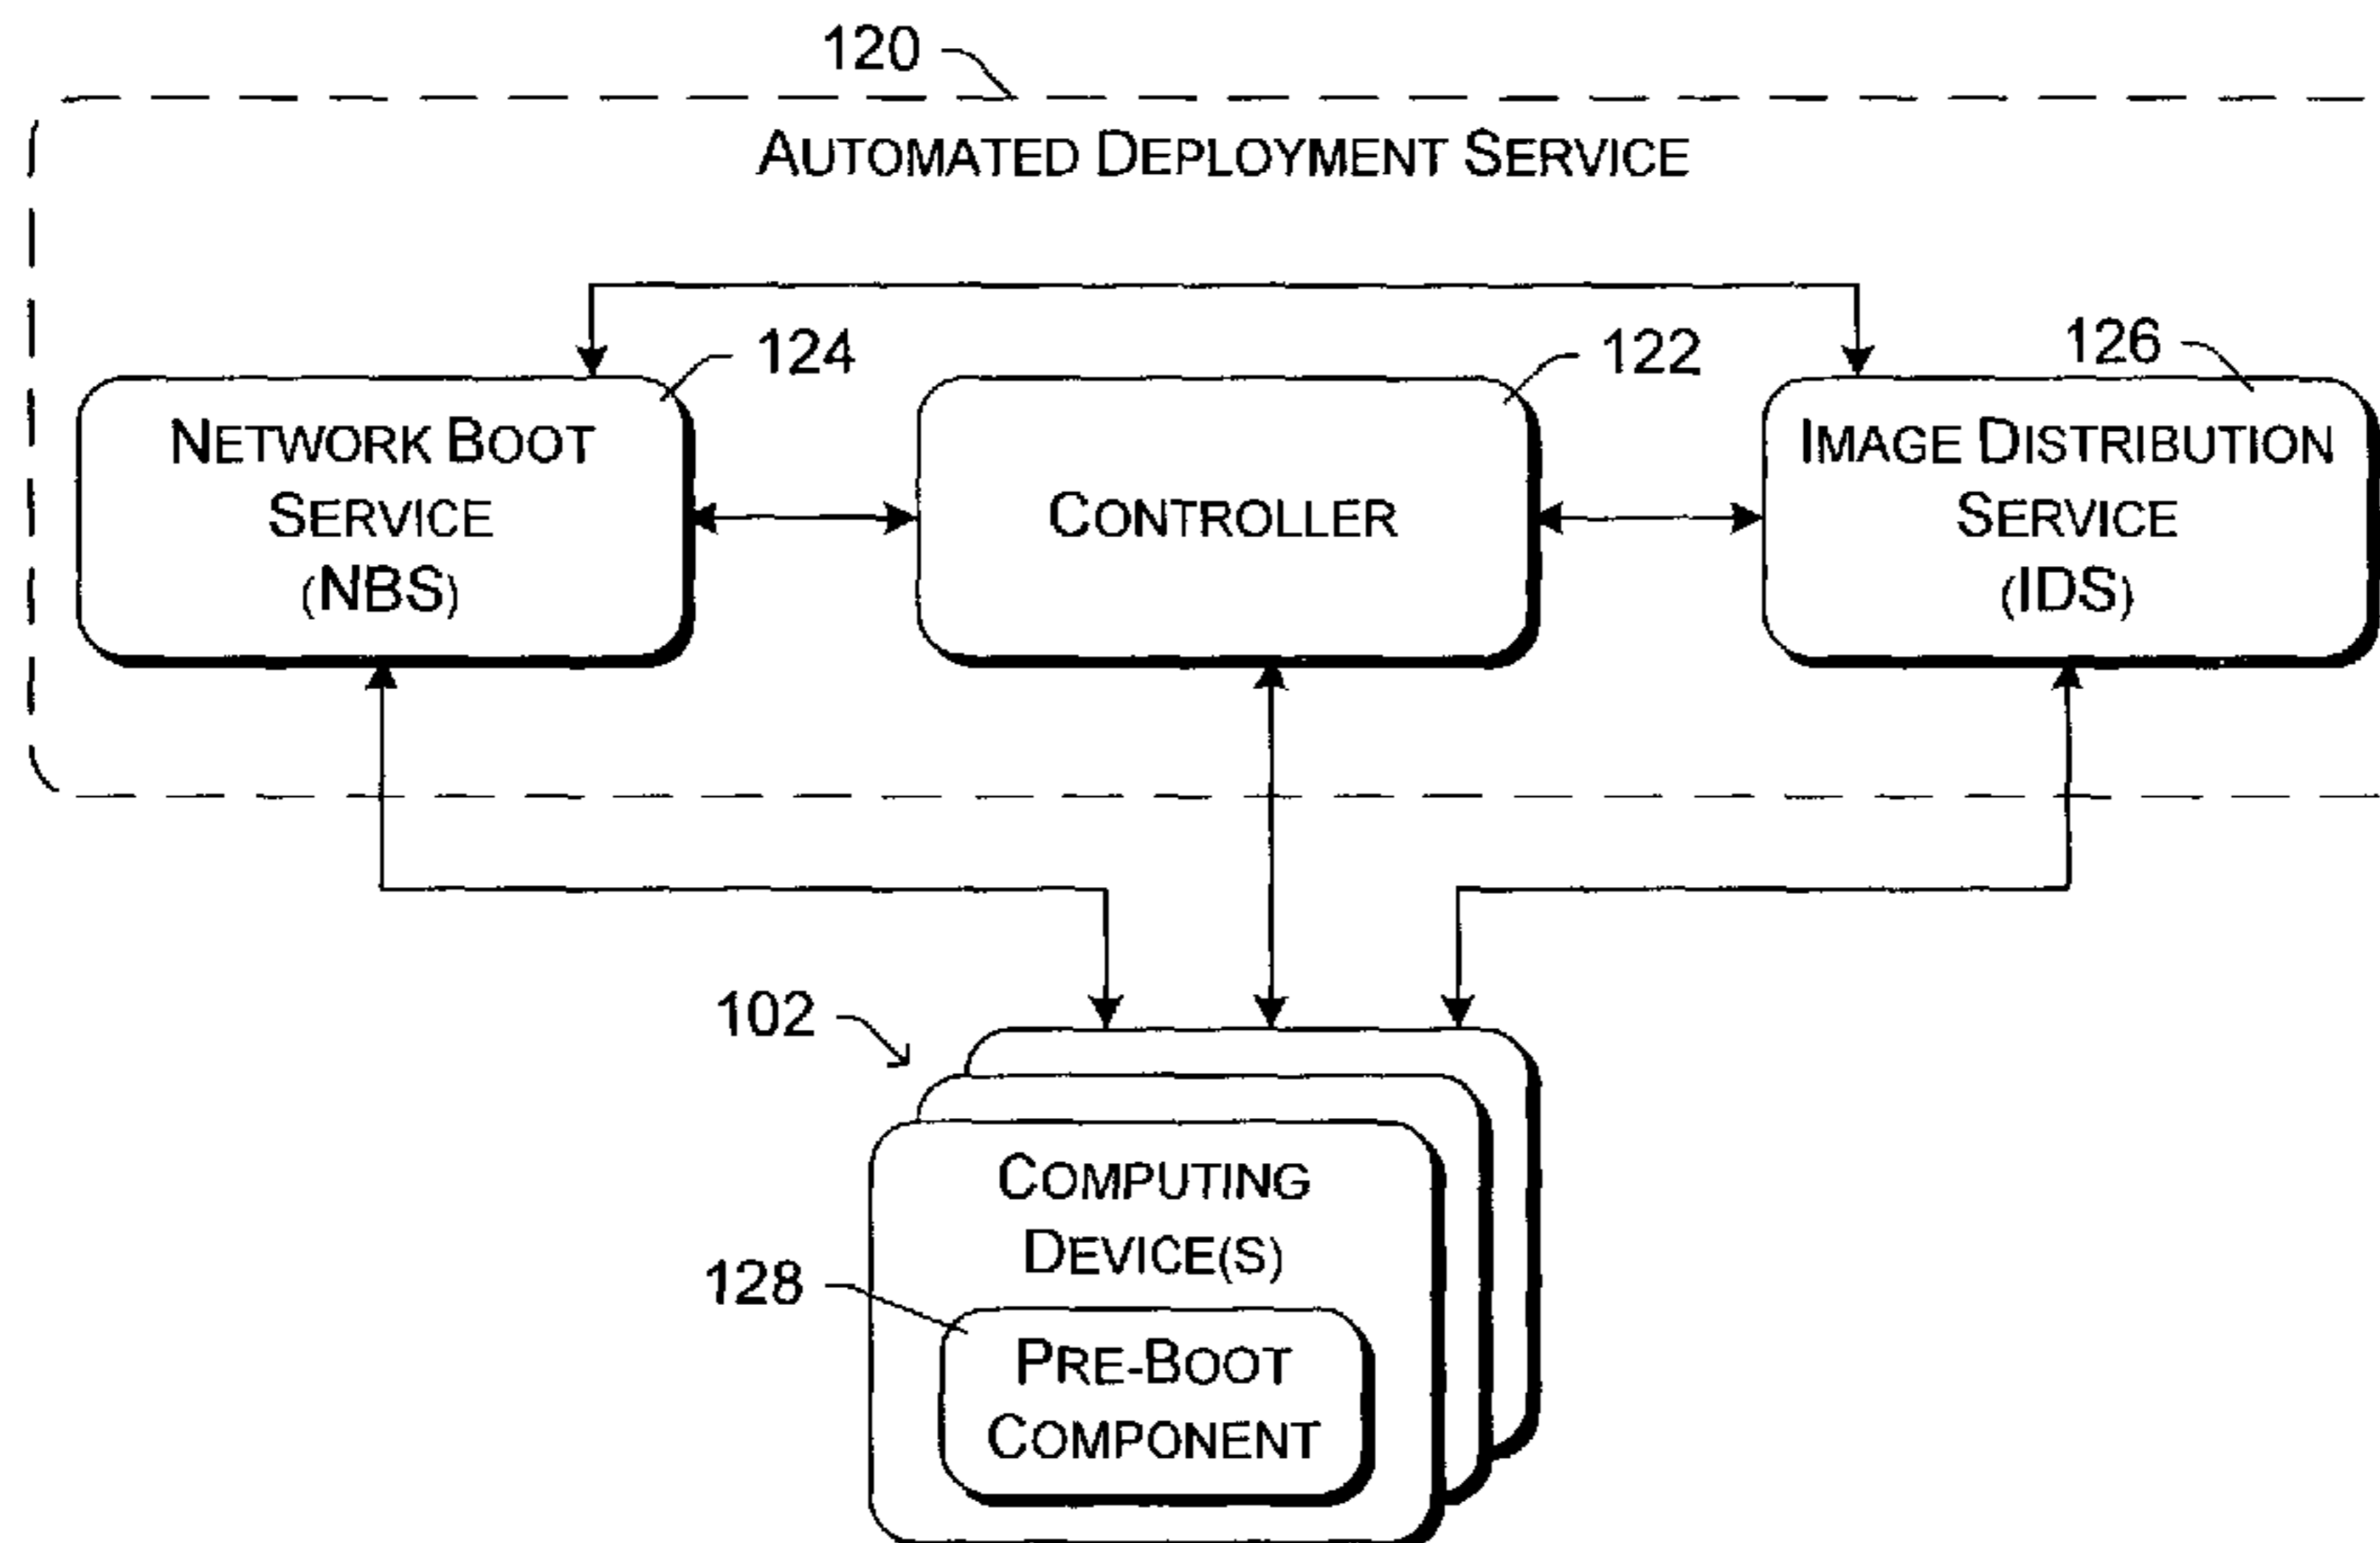 120
AUTOMATED DEPLOYMENT SERVICE
124
122
126
NETWORK BOOT
SERVICE
(NBS)
CONTROLLER
IMAGE DISTRIBUTION
SERVICE
(IDS)
102
COMPUTING
DEVICE(S)
128
PRE-BOOT
COMPONENT